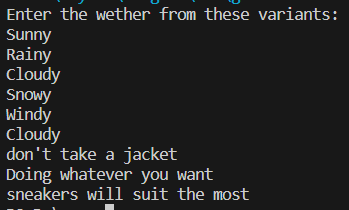 Enter the wether from these variants:
Sunny
Rainy
Cloudy
Snowy
Windy
Cloudy
don't take a jacket
Doing whatever you want
sneakers will suit the most